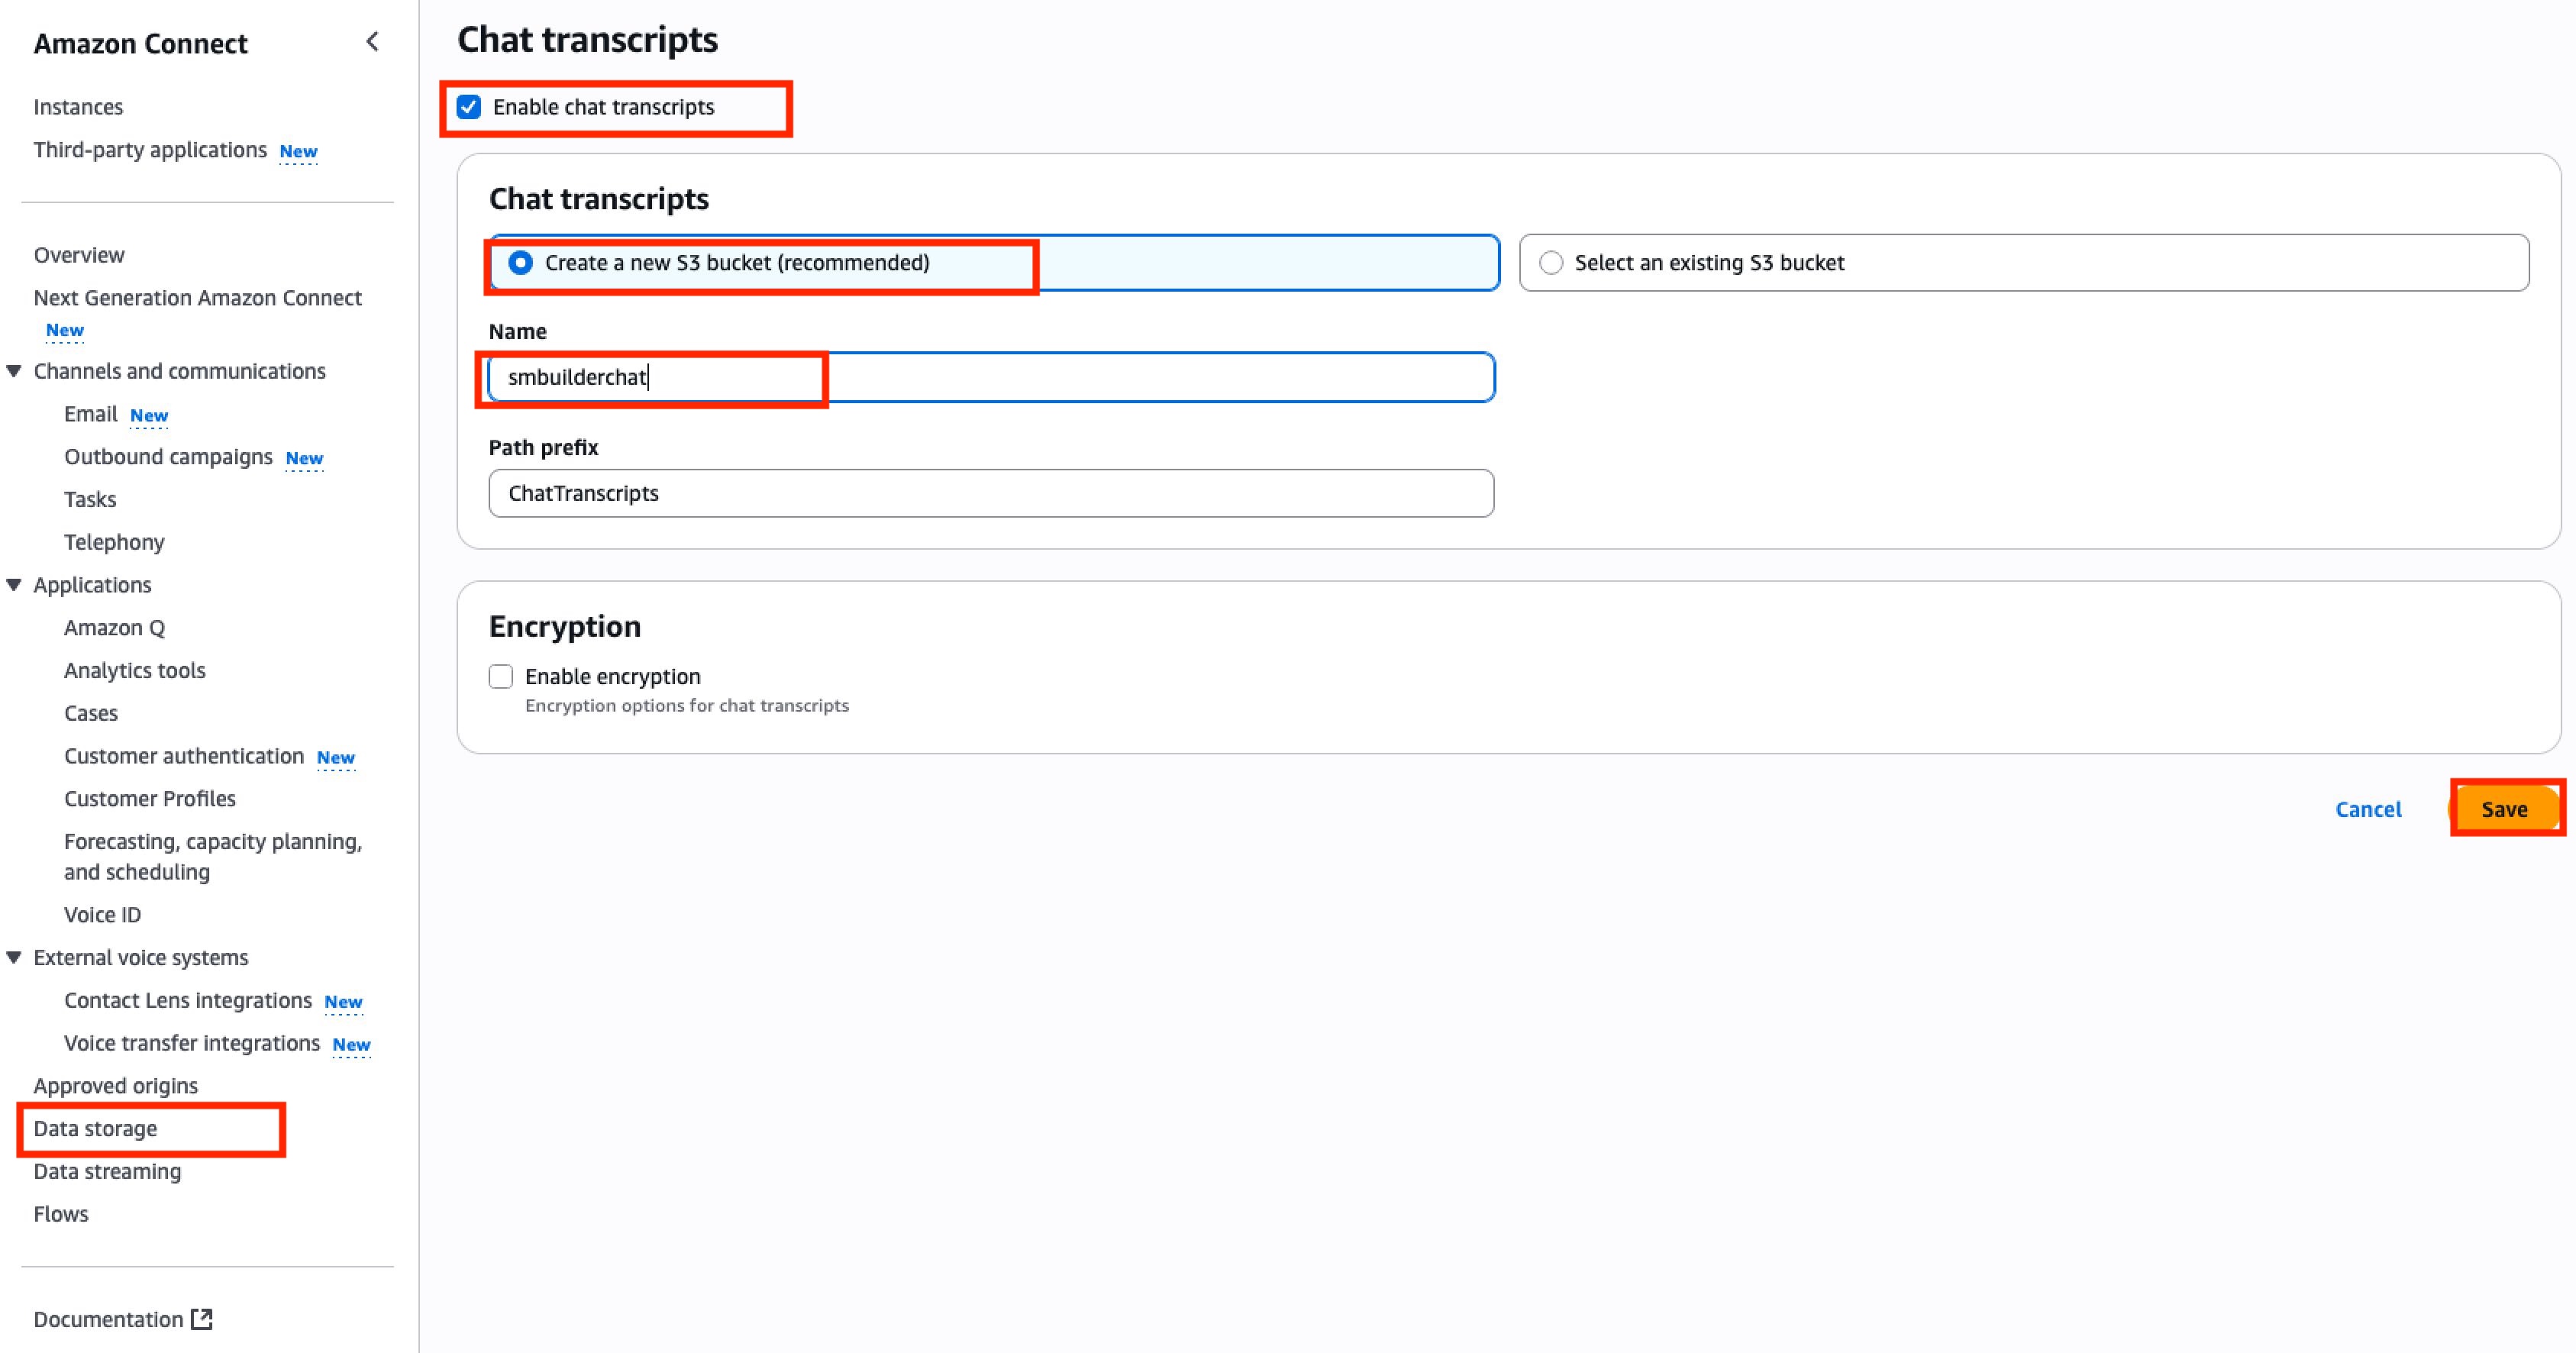 Amazon Connect
Instances
Third-party applications New
Overview
Next Generation Amazon Connect
New
Channels and communications
Email New
Outbound campaigns New
Tasks
Telephony
Applications
Amazon Q
Analytics tools
Cases
Customer authentication New
Customer Profiles
Forecasting, capacity planning,
and scheduling
Voice ID
External voice systems
Contact Lens integrations New
Voice transfer integrations New
Approved origins
Data storage
Data streaming
Flows
Documentation
Chat transcripts
Enable chat transcripts
Chat transcripts
Create a new S3 bucket (recommended)
Select an existing S3 bucket
Name
smbuilderchat
Path prefix
ChatTranscripts
Encryption
Enable encryption
Encryption options for chat transcripts
Cancel
Save